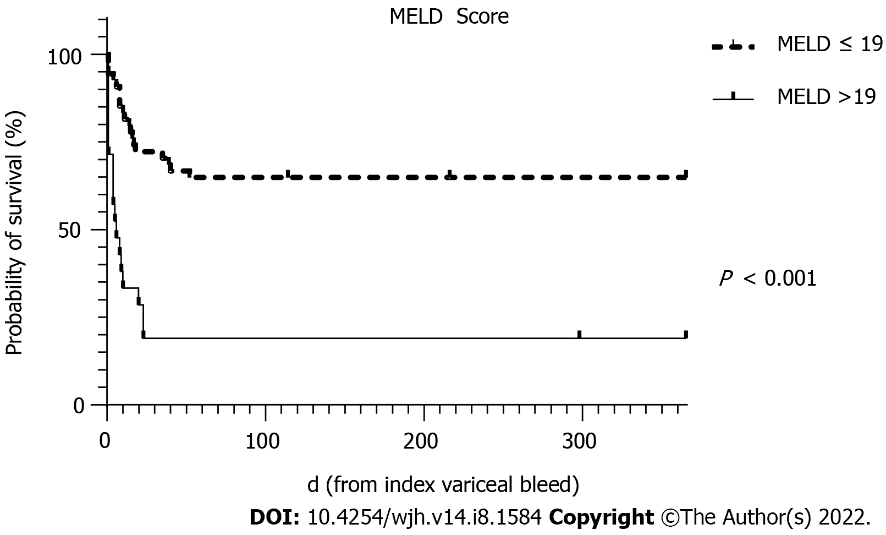 MELD Score
100
50
0
Probability of survival (%)
0 100 200 300
d (from index variceal bleed)
MELD ≤ 19
MELD >19
P < 0.001
DOI: 10.4254/wjh.v14.i8.1584 Copyright ©The Author(s) 2022.